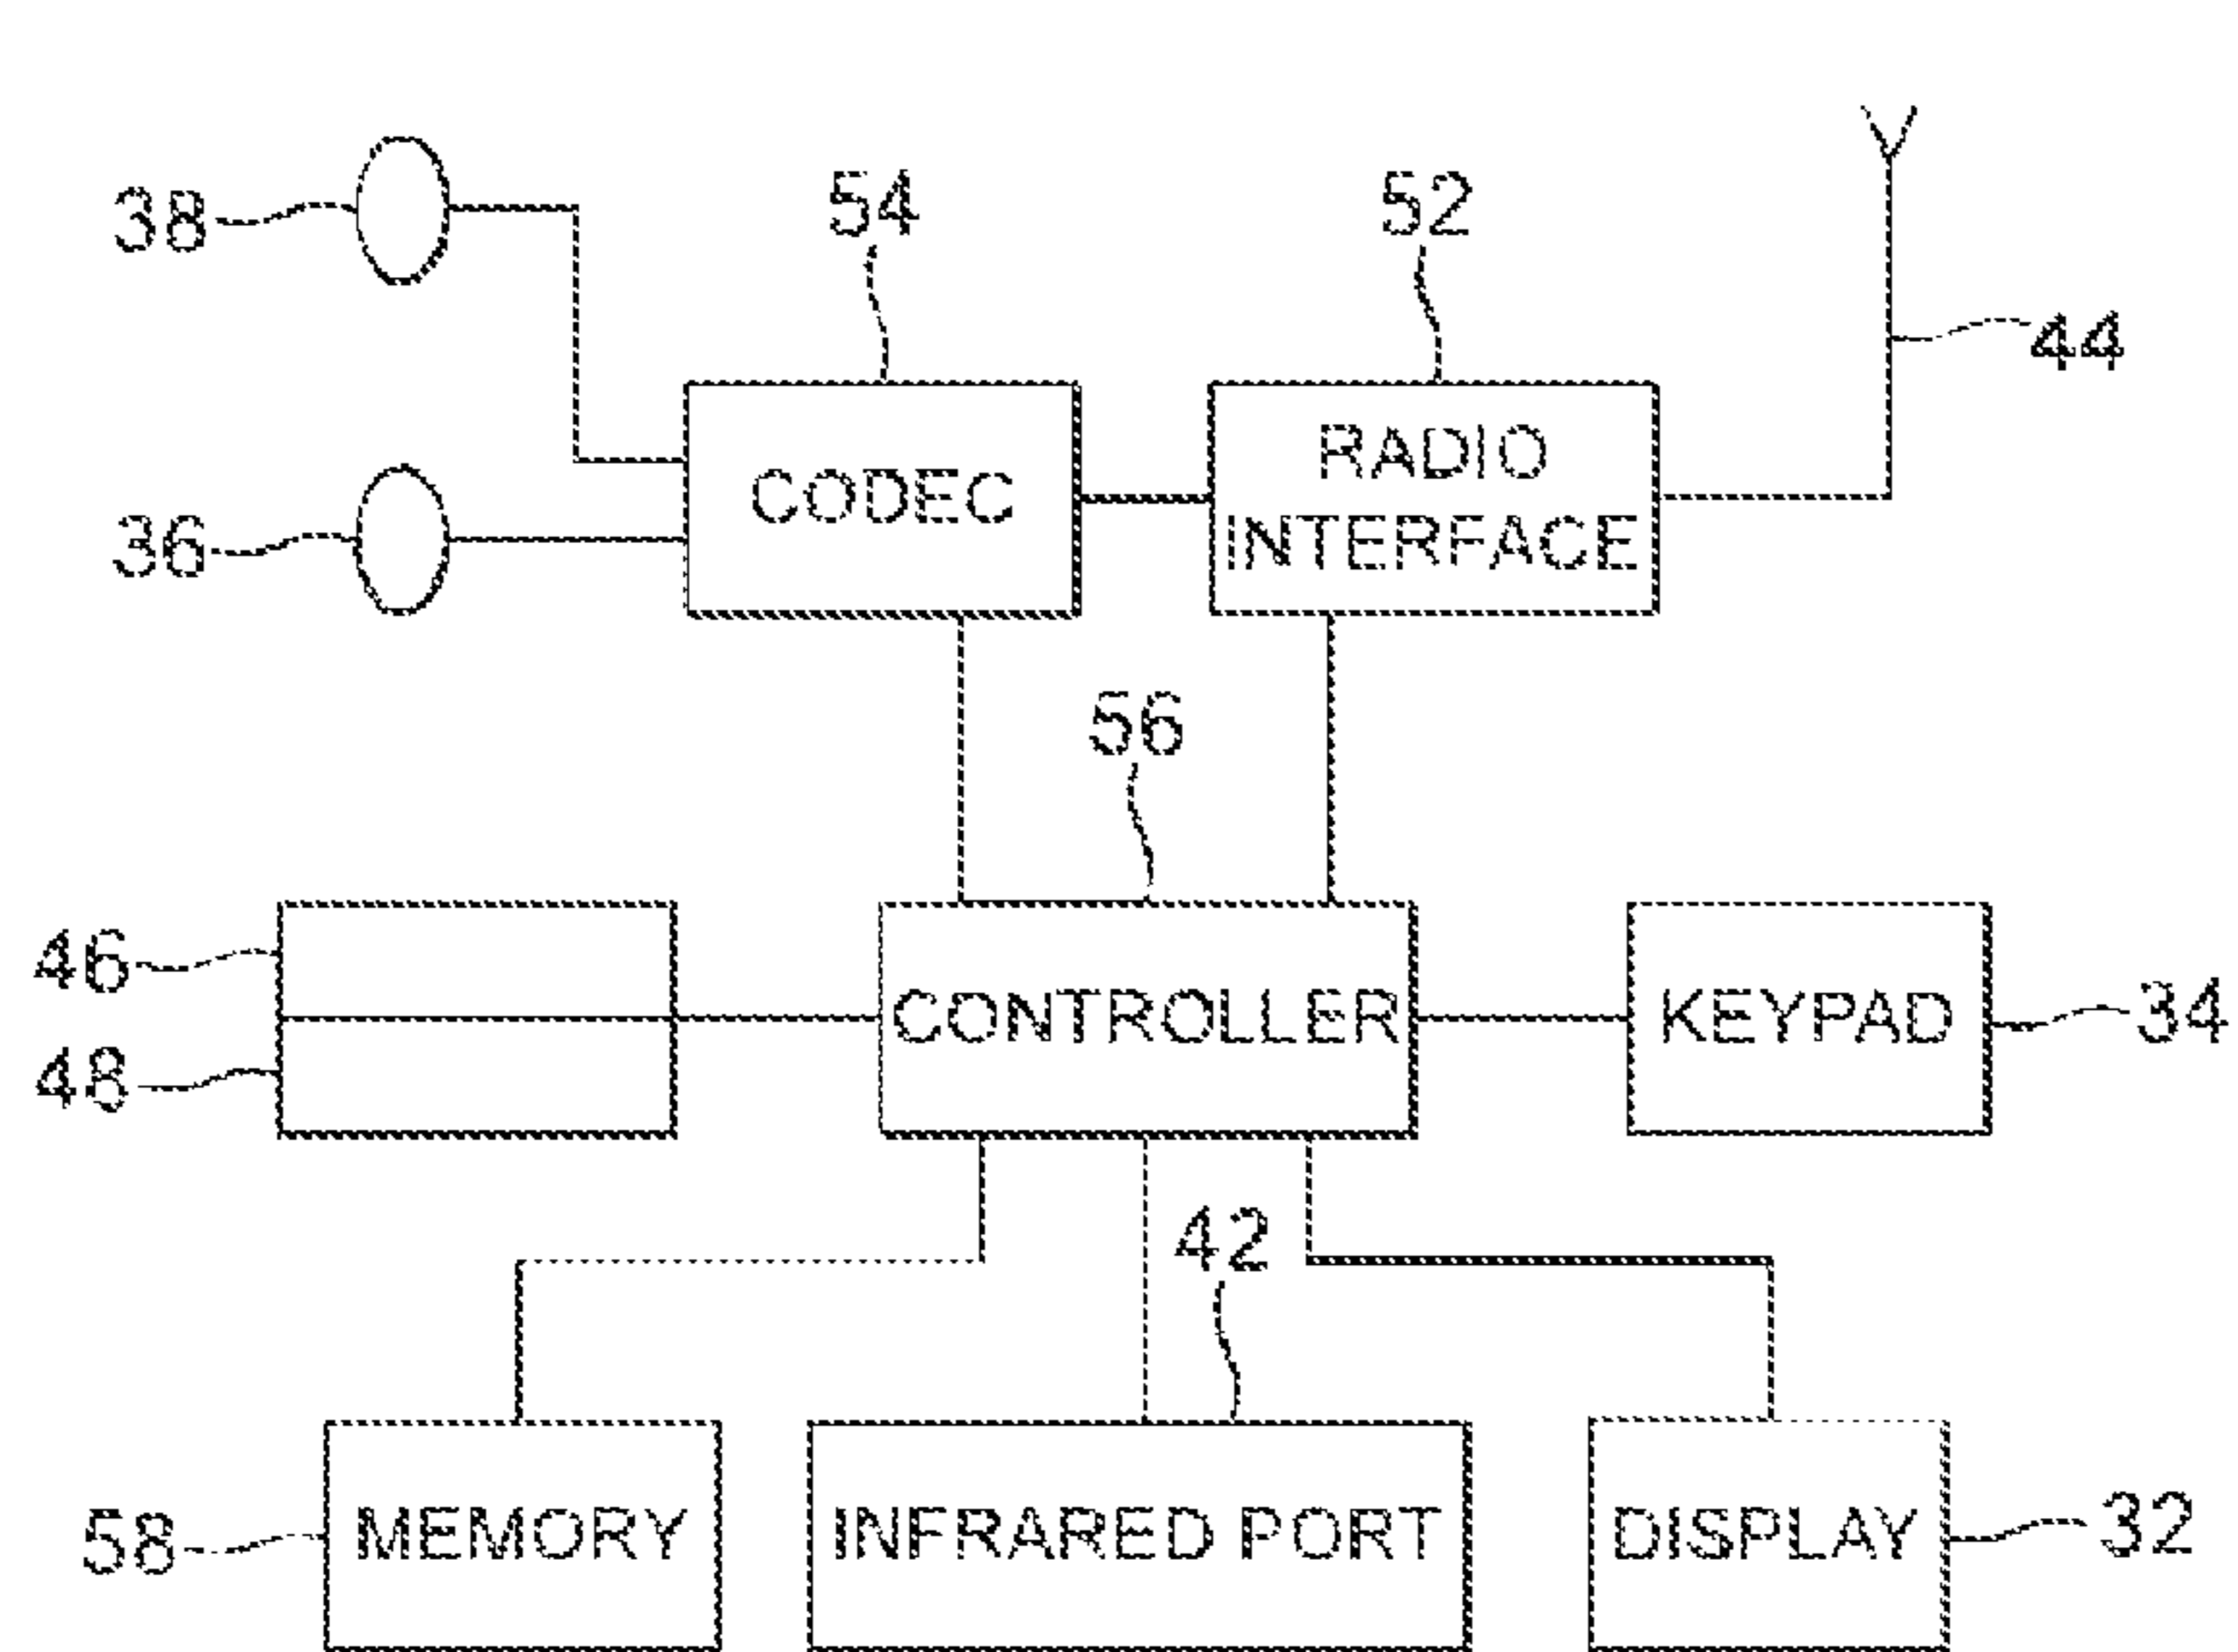 38
54
52
44
CODEC
RADIO
INTERFACE
36
56
46
48
CONTROLLER
KEYPAD
34
42
58
MEMORY
INFRARED PORT
DISPLAY
32